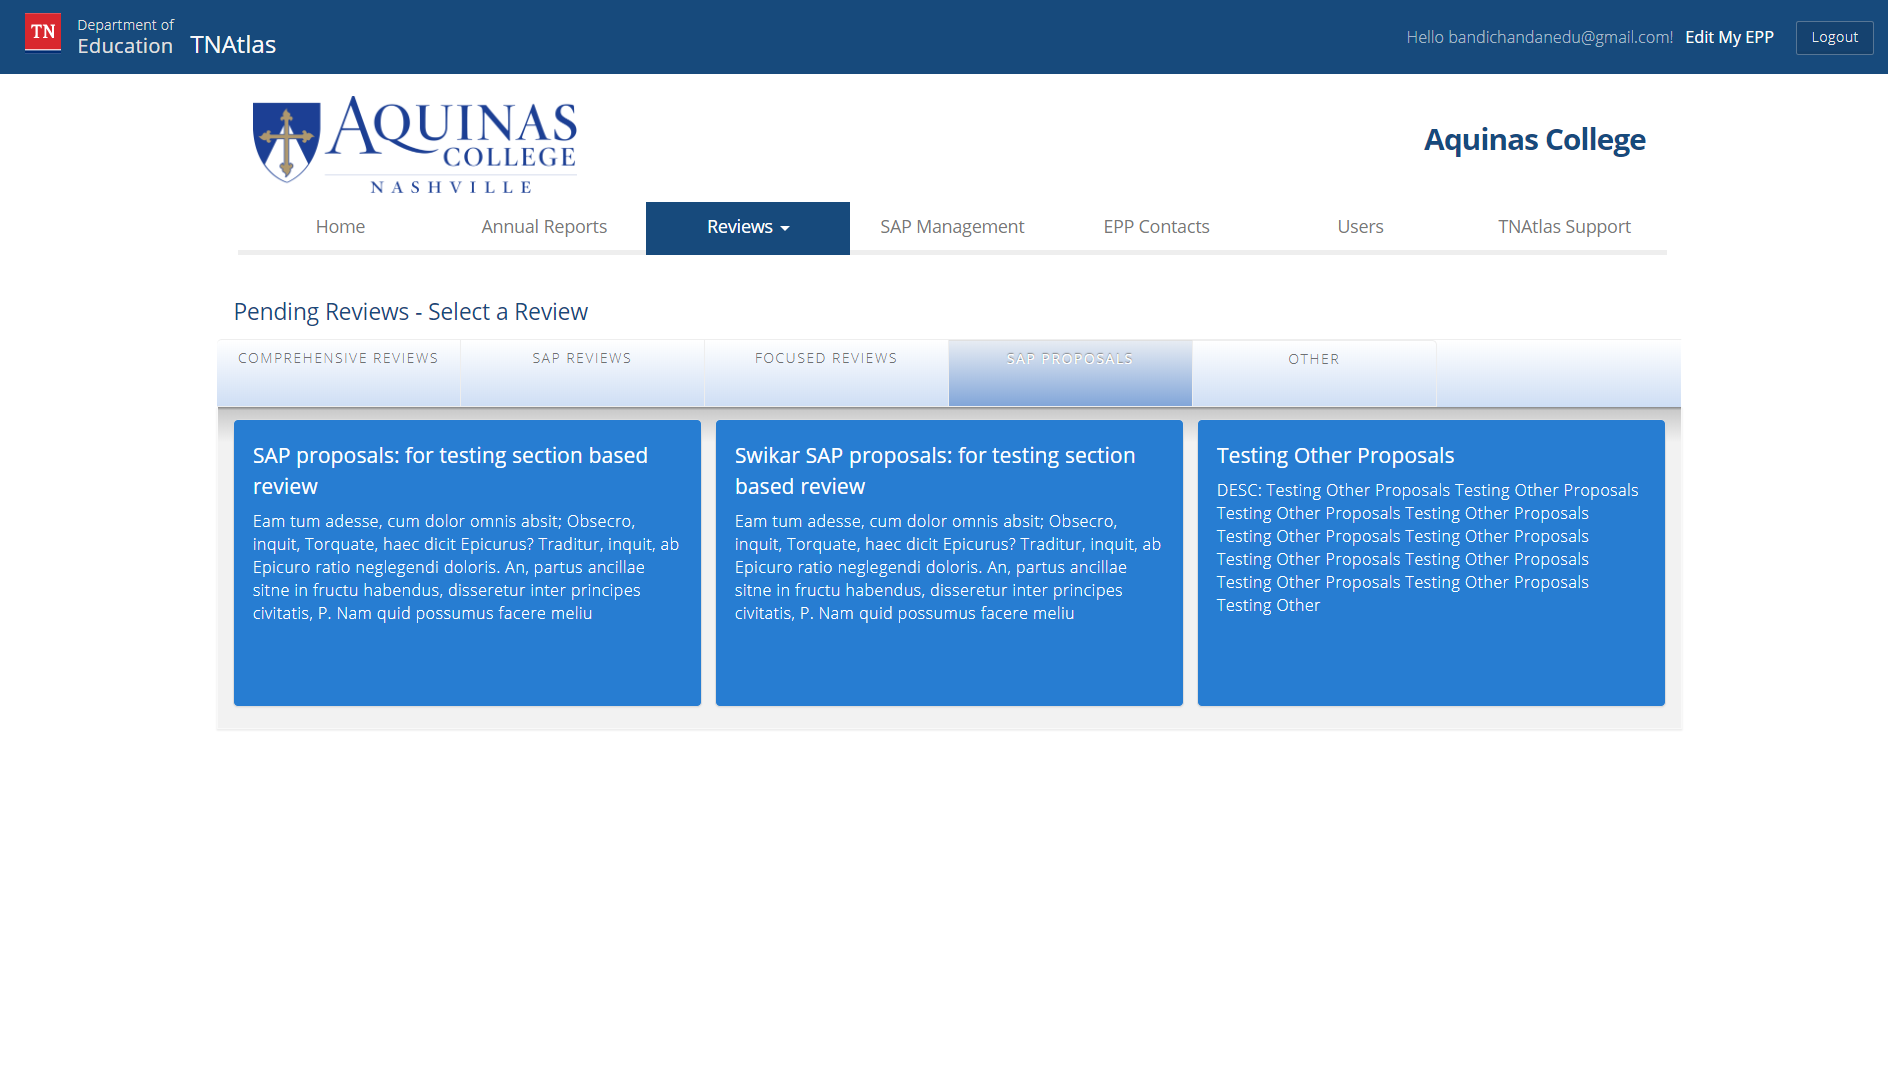 TN
Department of
Education TNAtlas
Hello bandichandanedu@gmail.com! Edit My EPP Logout
AQUINAS
COLLEGE
NASHVILLE
Aquinas College
Home Annual Reports Reviews SAP Management EPP Contacts Users TNAtlas Support
Pending Reviews - Select a Review
COMPREHENSIVE REVIEWS SAP REVIEWS FOCUSED REVIEWS SAP PROPOSALS OTHER
SAP proposals: for testing section based
review
Eam tum adesse, cum dolor omnis absit; Obsecro,
inquit, Torquate, haec dicit Epicurus? Traditur, inquit, ab
Epicuro ratio neglegendi doloris. An, partus ancillae
sitne in fructu habendus, disseretur inter principes
civitatis, P. Nam quid possumus facere meliu
Swikar SAP proposals: for testing section
based review
Eam tum adesse, cum dolor omnis absit; Obsecro,
inquit, Torquate, haec dicit Epicurus? Traditur, inquit, ab
Epicuro ratio neglegendi doloris. An, partus ancillae
sitne in fructu habendus, disseretur inter principes
civitatis, P. Nam quid possumus facere meliu
Testing Other Proposals
DESC: Testing Other Proposals Testing Other Proposals
Testing Other Proposals Testing Other Proposals
Testing Other Proposals Testing Other Proposals
Testing Other Proposals Testing Other Proposals
Testing Other Proposals Testing Other Proposals
Testing Other